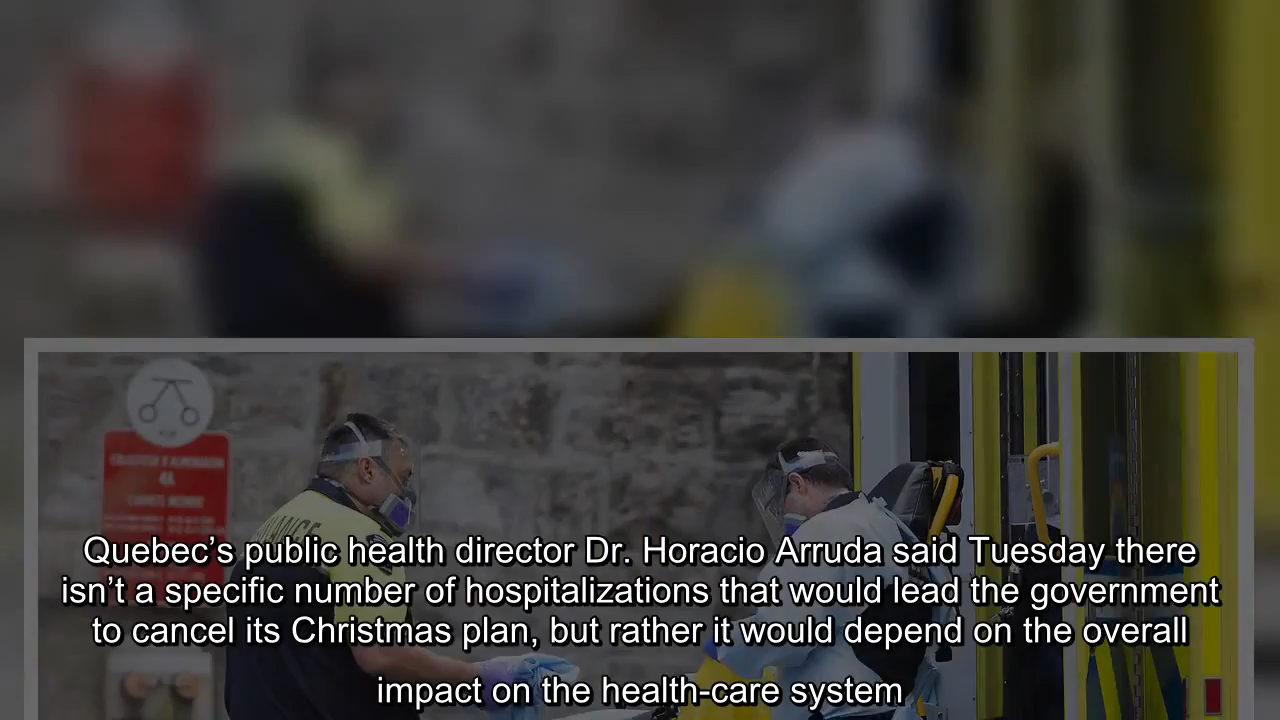 Quebec’s public health director Dr. Horacio Arruda said Tuesday there
isn’t a specific number of hospitalizations that would lead the government
to cancel its Christmas plan, but rather it would depend on the overall
impact on the health-care system